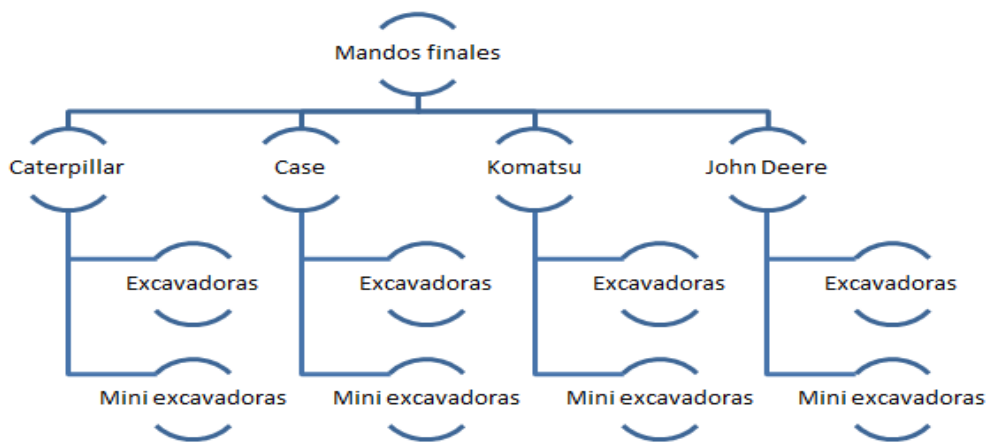 Mandos finales
Caterpillar
Case
Komatsu
John Deere
Excavadoras
Excavadoras
Excavadoras
Excavadoras
Mini excavadoras
Mini excavadoras
Mini excavadoras
Mini excavadoras